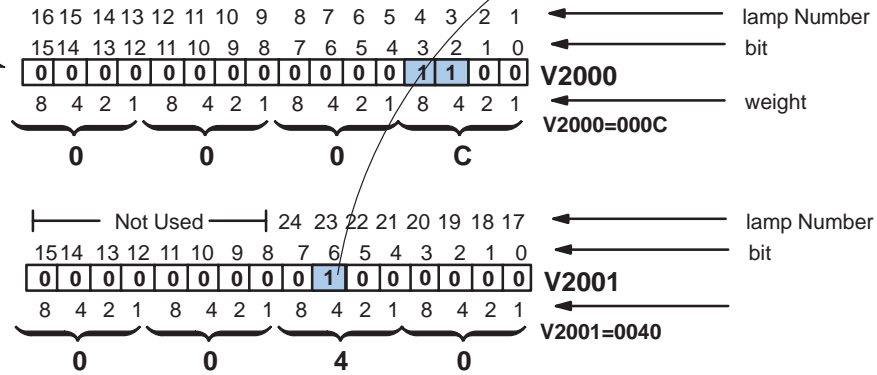 16 15 14 13 12 11 10 9 8 7 6 5 4 3 2 1 lamp Number
15 14 13 12 11 10 9 8 7 6 5 4 3 2 1 0 bit
0 0 0 0 0 0 0 0 0 0 0 0 1 1 0 0 V2000
8 4 2 1 8 4 2 1 8 4 2 1 8 4 2 1 weight
V2000=000C
0 0 0 C
Not Used 24 23 22 21 20 19 18 17 lamp Number
15 14 13 12 11 10 9 8 7 6 5 4 3 2 1 0 bit
0 0 0 0 0 0 0 0 0 1 0 0 0 0 0 0 V2001
8 4 2 1 8 4 2 1 8 4 2 1 8 4 2 1
V2001=0040
0 0 4 0